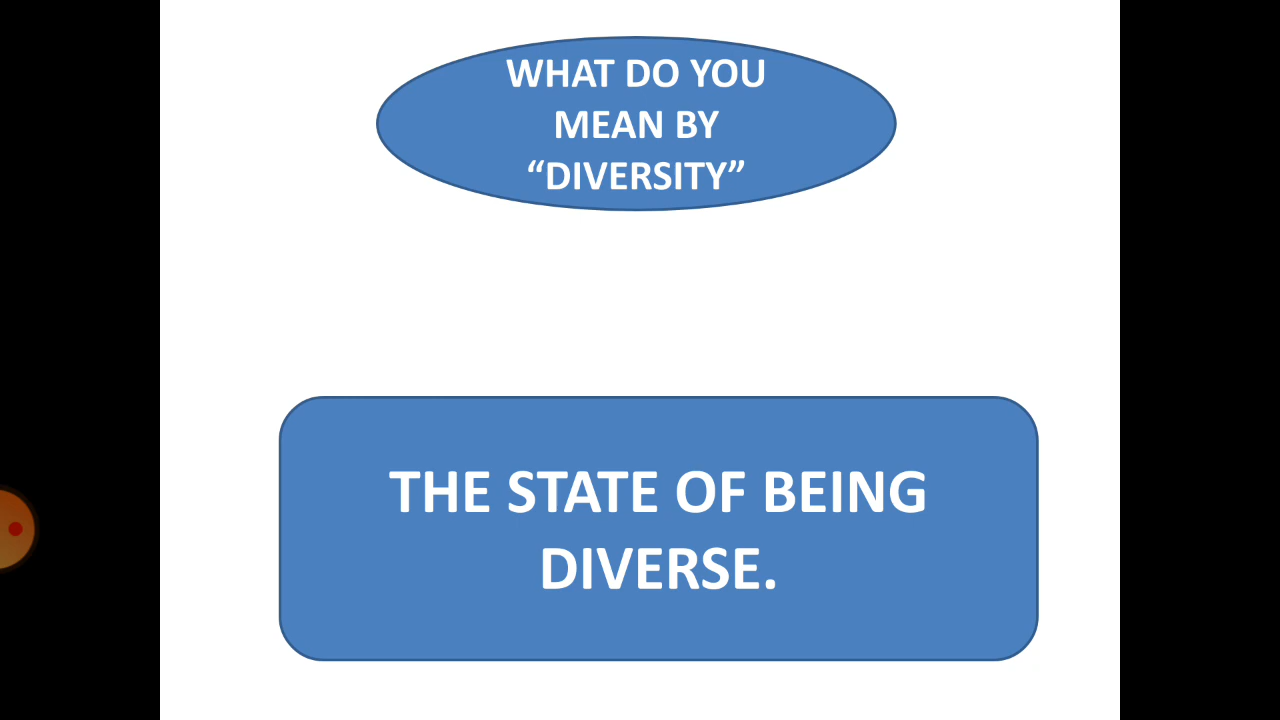 WHAT DO YOU
MEAN BY
“DIVERSITY”
THE STATE OF BEING
DIVERSE.